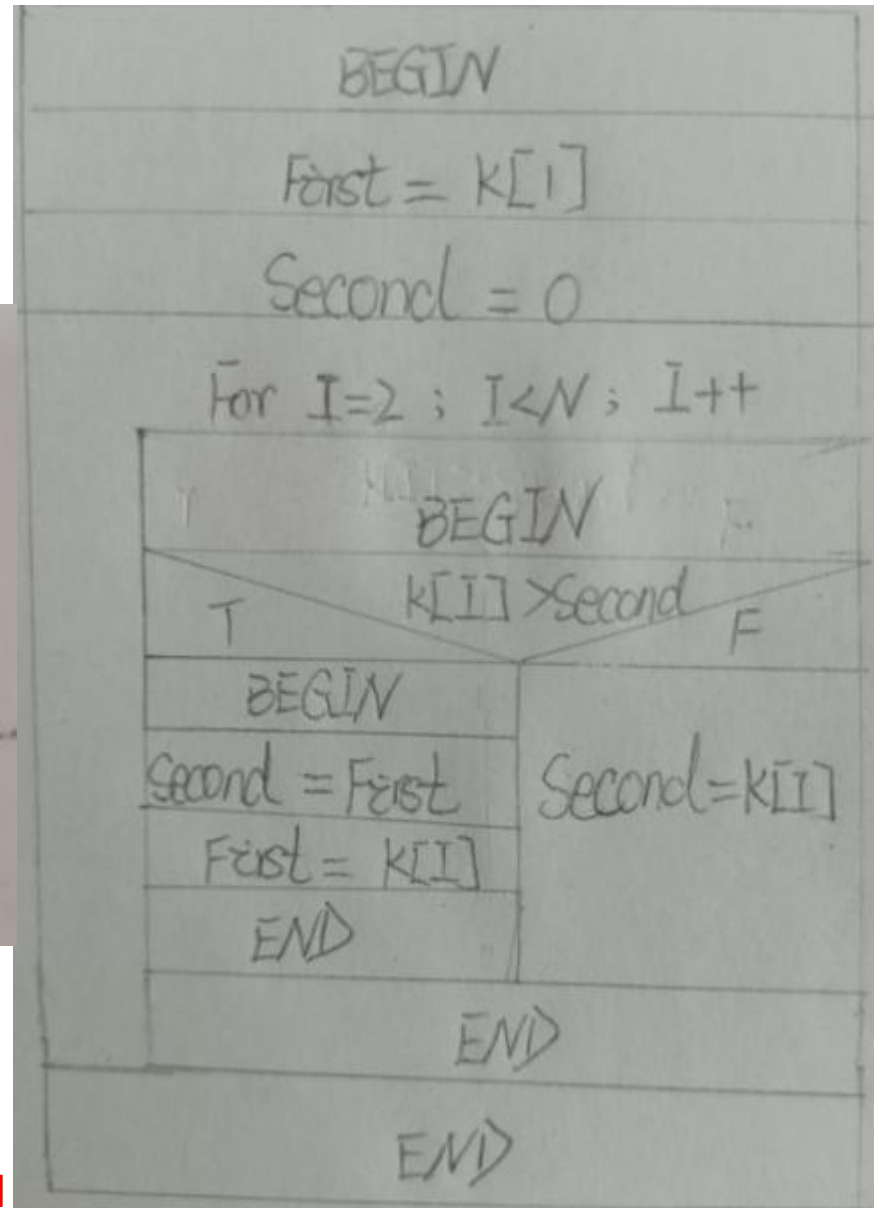 BEGIN
First = K[1]
Second = 0
For I=2 ; I<N ; I++
BEGIN
K[I] >Second
T F
BEGIN
Second = First
Second=K[I]
First = K[I]
END
END
END